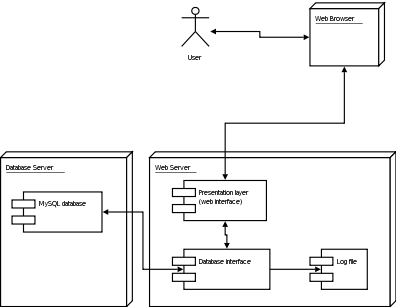 Web Browser
User
Database Server
Web Server
MySQL database
Presentation layer
(web interface)
Database interface
Log file